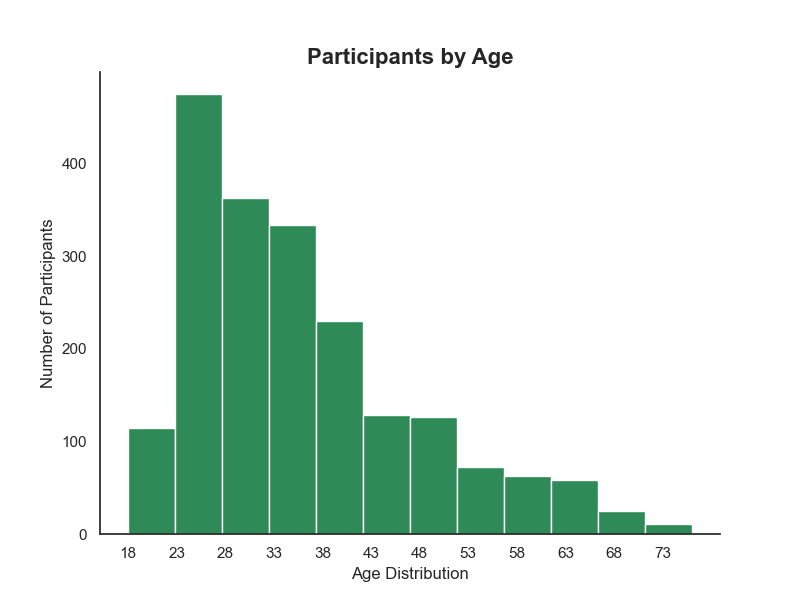 Participants by Age
Number of Participants
400
300
200
100
0
18 23 28 33 38 43 48 53 58 63 68 73
Age Distribution